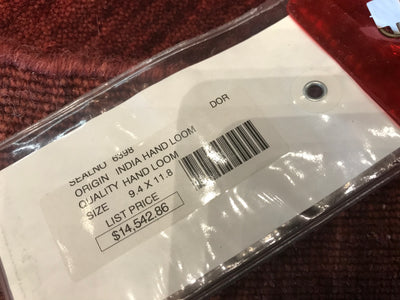 DOR
SEALNO 6398
ORIGIN INDIA HAND LOOM
QUALITY HAND LOOM
SIZE 9.4 X 11.8
LIST PRICE
$14,542.86